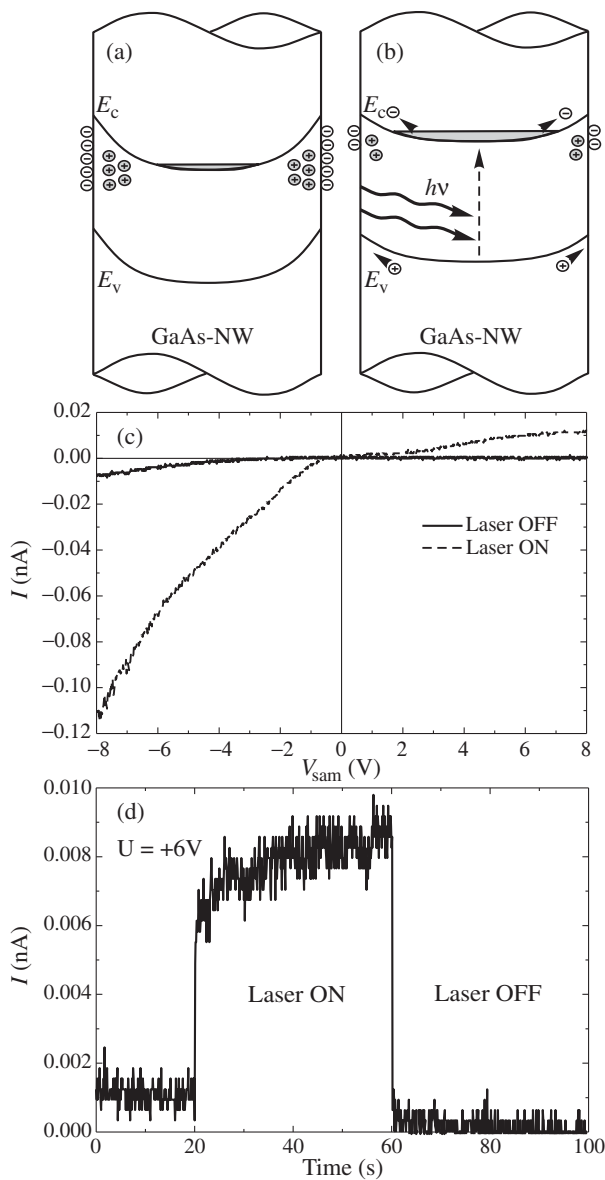 (a)
(b)
E_c
E_c
hν
E_v
E_v
GaAs-NW
GaAs-NW
(c)
0.02
0.00
−0.02
−0.04
−0.06
−0.08
−0.10
−0.12
I (nA)
Laser OFF
Laser ON
−8
−6
−4
−2
0
2
4
6
8
V_sam (V)
(d)
U = +6V
0.010
0.008
0.006
0.004
0.002
0.000
I (nA)
Laser ON
Laser OFF
0
20
40
60
80
100
Time (s)